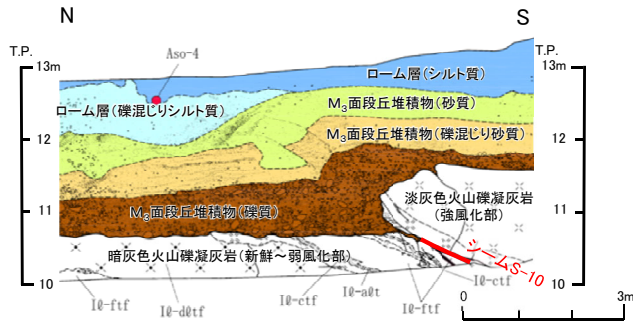 N
S
T.P.
T.P.
Aso-4
13m
13m
ローム層(シルト質)
ローム層(礫混じりシルト質)
M₃面段丘堆積物(砂質)
12
12
M₃面段丘堆積物(礫混じり砂質)
淡灰色火山礫凝灰岩
(強風化部)
11
11
M₃面段丘堆積物(礫質)
暗灰色火山礫凝灰岩(新鮮~弱風化部)
シームS-10
10
10
Iℓ-ctf
Iℓ-aℓt
Iℓ-ctf
Iℓ-ftf
Iℓ-dℓtf
Iℓ-ftf
0
3m